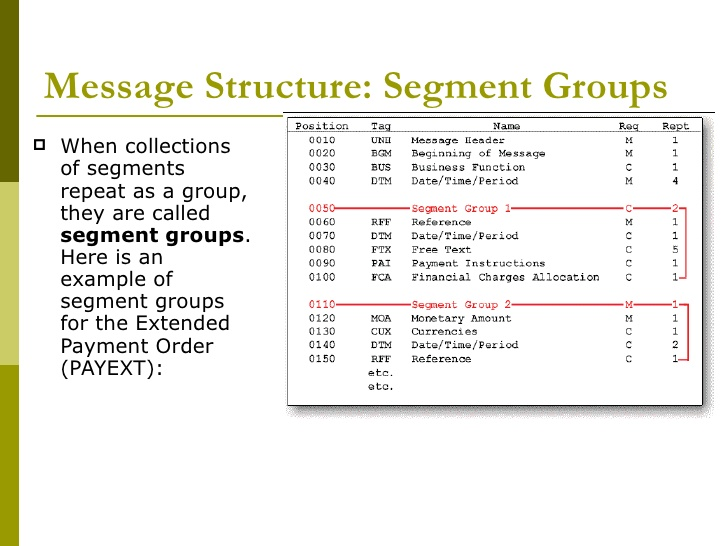 Message Structure: Segment Groups
When collections
of segments
repeat as a group,
they are called
segment groups.
Here is an
example of
segment groups
for the Extended
Payment Order
(PAYEXT):
Position Tag Name Req Rept
0010 UNH Message Header M 1
0020 BGM Beginning of Message M 1
0030 BUS Business Function C 1
0040 DTM Date/Time/Period M 4
0050 Segment Group 1 C 2
0060 RFF Reference M 1
0070 DTM Date/Time/Period C 1
0080 FTX Free Text C 5
0090 PAI Payment Instructions C 1
0100 FCA Financial Charges Allocation C 1
0110 Segment Group 2 M 1
0120 MOA Monetary Amount M 1
0130 CUX Currencies C 1
0140 DTM Date/Time/Period C 2
0150 RFF Reference C 1
etc.
etc.